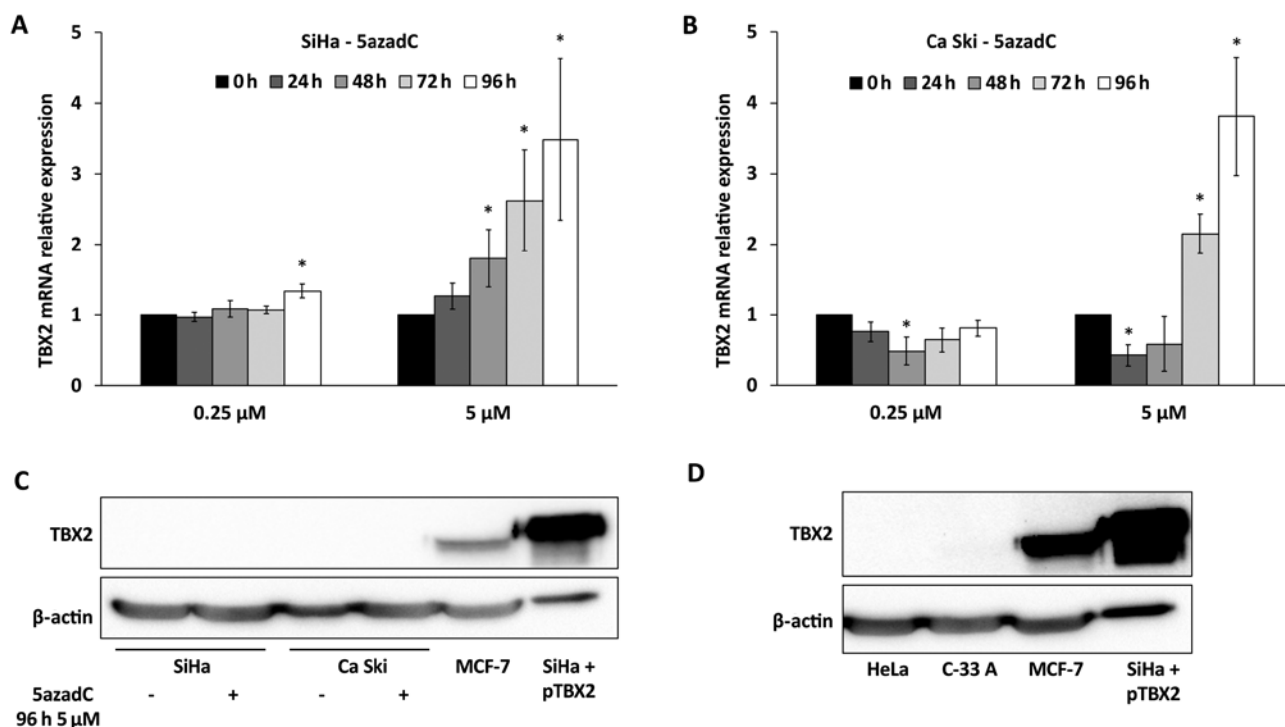 A
SiHa - 5azadC
0 h 24 h 48 h 72 h 96 h
TBX2 mRNA relative expression
5
4
3
2
1
0
* * * *
0.25 µM 5 µM
B
Ca Ski - 5azadC
0 h 24 h 48 h 72 h 96 h
TBX2 mRNA relative expression
5
4
3
2
1
0
* * * *
0.25 µM 5 µM
C
TBX2
β-actin
SiHa Ca Ski MCF-7 SiHa +
pTBX2
5azadC - + - +
96 h 5 µM
D
TBX2
β-actin
HeLa C-33 A MCF-7 SiHa +
pTBX2